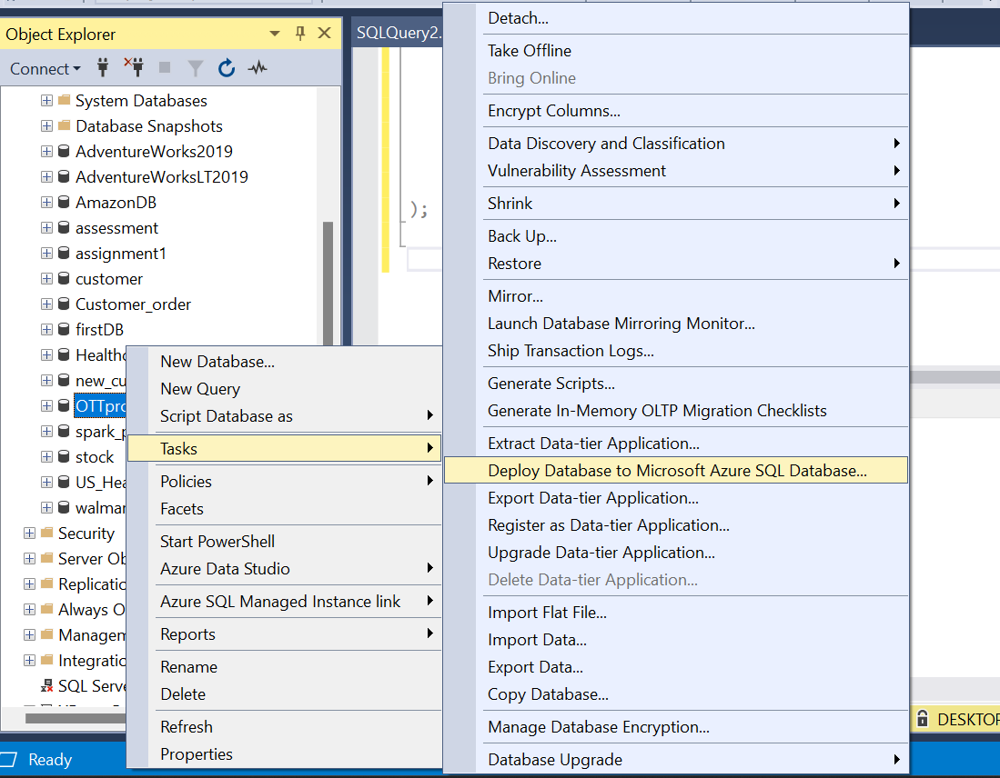 Object Explorer
Connect
System Databases
Database Snapshots
AdventureWorks2019
AdventureWorksLT2019
AmazonDB
assessment
assignment1
customer
Customer_order
firstDB
Healthc
new_cu
OTTpro
spark_p
stock
US_Hea
walmar
Security
Server Ob
Replicatio
Always O
Managem
Integratio
SQL Serve
Ready
SQLQuery2.
);
New Database...
New Query
Script Database as
Tasks
Policies
Facets
Start PowerShell
Azure Data Studio
Azure SQL Managed Instance link
Reports
Rename
Delete
Refresh
Properties
Detach...
Take Offline
Bring Online
Encrypt Columns...
Data Discovery and Classification
Vulnerability Assessment
Shrink
Back Up...
Restore
Mirror...
Launch Database Mirroring Monitor...
Ship Transaction Logs...
Generate Scripts...
Generate In-Memory OLTP Migration Checklists
Extract Data-tier Application...
Deploy Database to Microsoft Azure SQL Database...
Export Data-tier Application...
Register as Data-tier Application...
Upgrade Data-tier Application...
Delete Data-tier Application...
Import Flat File...
Import Data...
Export Data...
Copy Database...
Manage Database Encryption...
Database Upgrade
DESKTOP